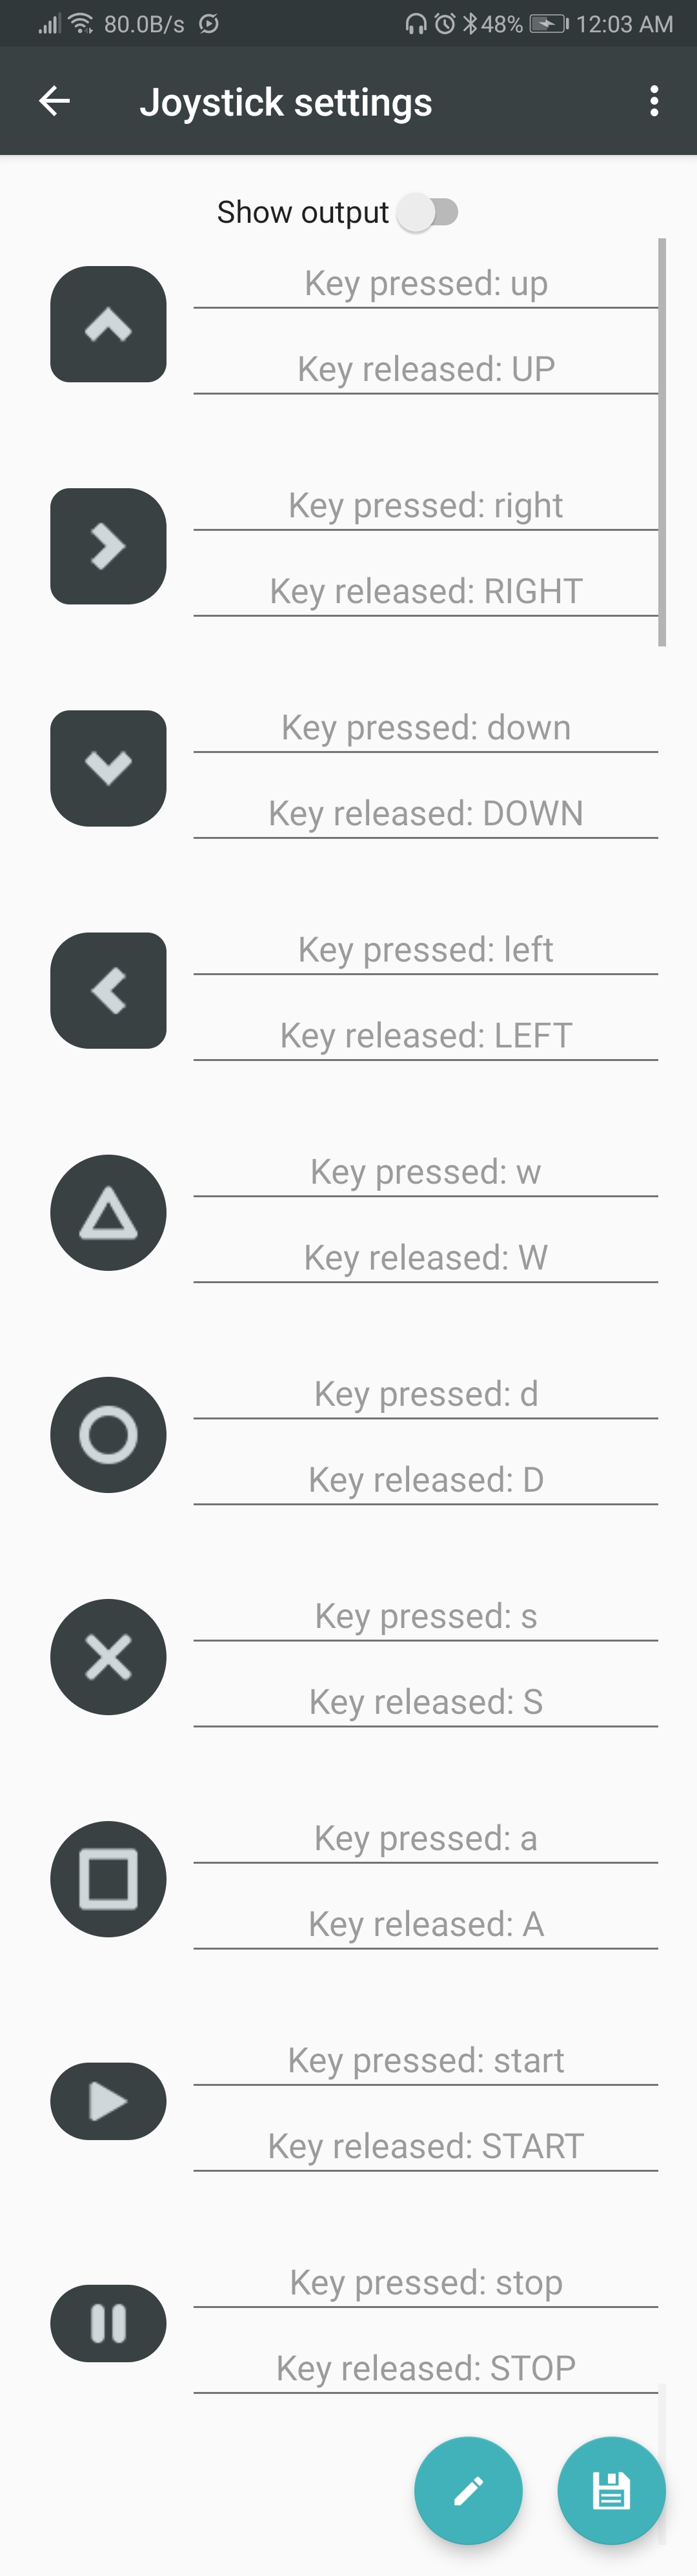 80.0B/s 48% 12:03 AM
Joystick settings
Show output
Key pressed: up
Key released: UP
Key pressed: right
Key released: RIGHT
Key pressed: down
Key released: DOWN
Key pressed: left
Key released: LEFT
Key pressed: w
Key released: W
Key pressed: d
Key released: D
Key pressed: s
Key released: S
Key pressed: a
Key released: A
Key pressed: start
Key released: START
Key pressed: stop
Key released: STOP